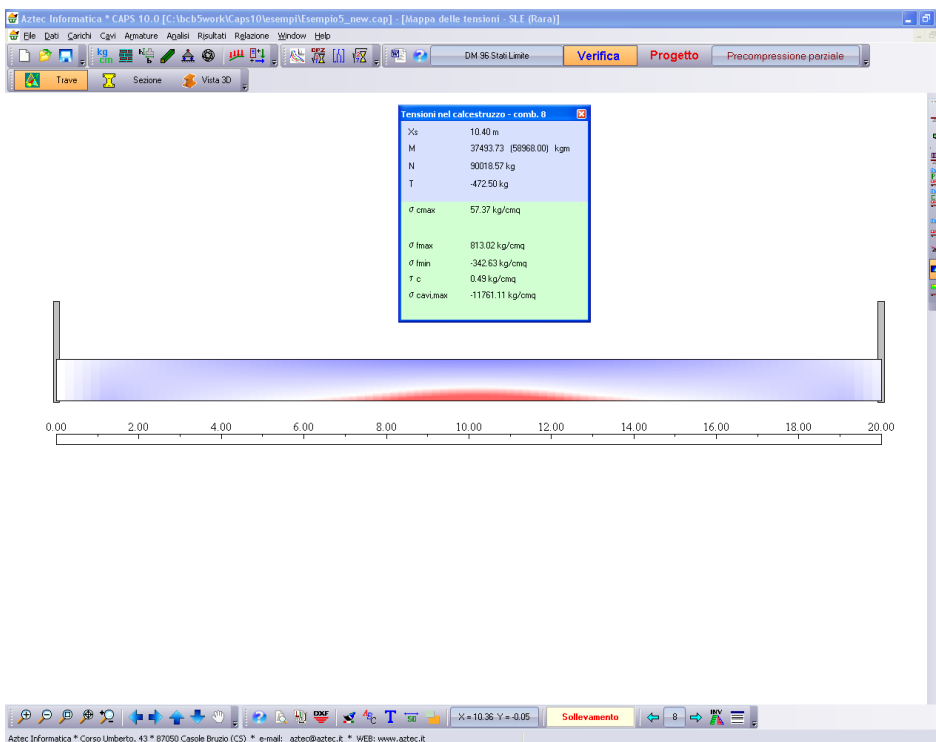 Aztec Informatica * CAPS 10.0 [C:\bcb5work\Caps10\esempi\Esempio5_new.cap] - [Mappa delle tensioni - SLE (Rara)]
File Dati Carichi Cavi Armature Analisi Risultati Relazione Window Help
kg cm DM 96 Stati Limite Verifica Progetto Precompressione parziale
Trave Sezione Vista 3D
Tensioni nel calcestruzzo - comb. 8
Xs 10.40 m
M 37493.73 (58968.00) kgm
N 90018.57 kg
T -472.50 kg
σ cmax 57.37 kg/cmq
σ fmax 813.02 kg/cmq
σ fmin -342.63 kg/cmq
τ c 0.49 kg/cmq
σ cavi,max -11761.11 kg/cmq
0.00 2.00 4.00 6.00 8.00 10.00 12.00 14.00 16.00 18.00 20.00
DXF T 50 X = 10.36 Y = -0.05 Sollevamento 8 INV
Aztec Informatica * Corso Umberto, 43 * 87050 Casole Bruzio (CS) * e-mail: aztec@aztec.it * WEB: www.aztec.it